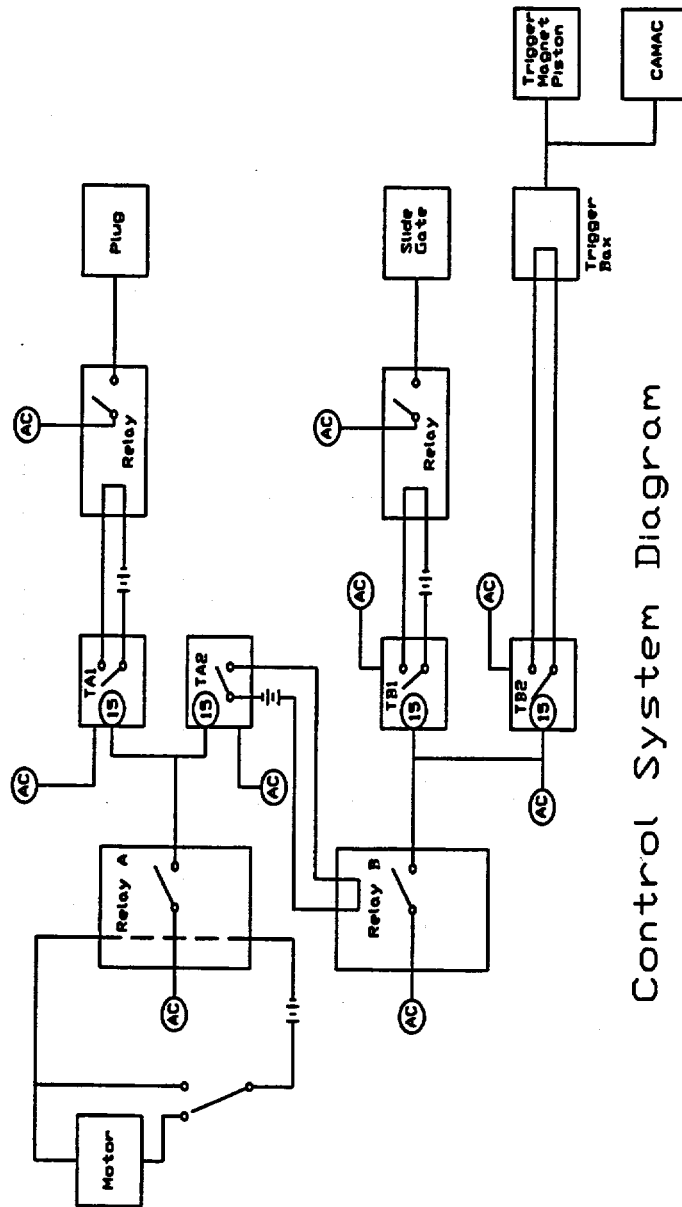 Motor
AC
Relay A
AC
TA1
15
AC
Relay
Plug
TA2
15
AC
AC
Relay B
AC
TB1
15
AC
Relay
Slide
Gate
AC
TB2
15
AC
Trigger
Box
Trigger
Magnet
Piston
CAMAC
AC
Control System Diagram